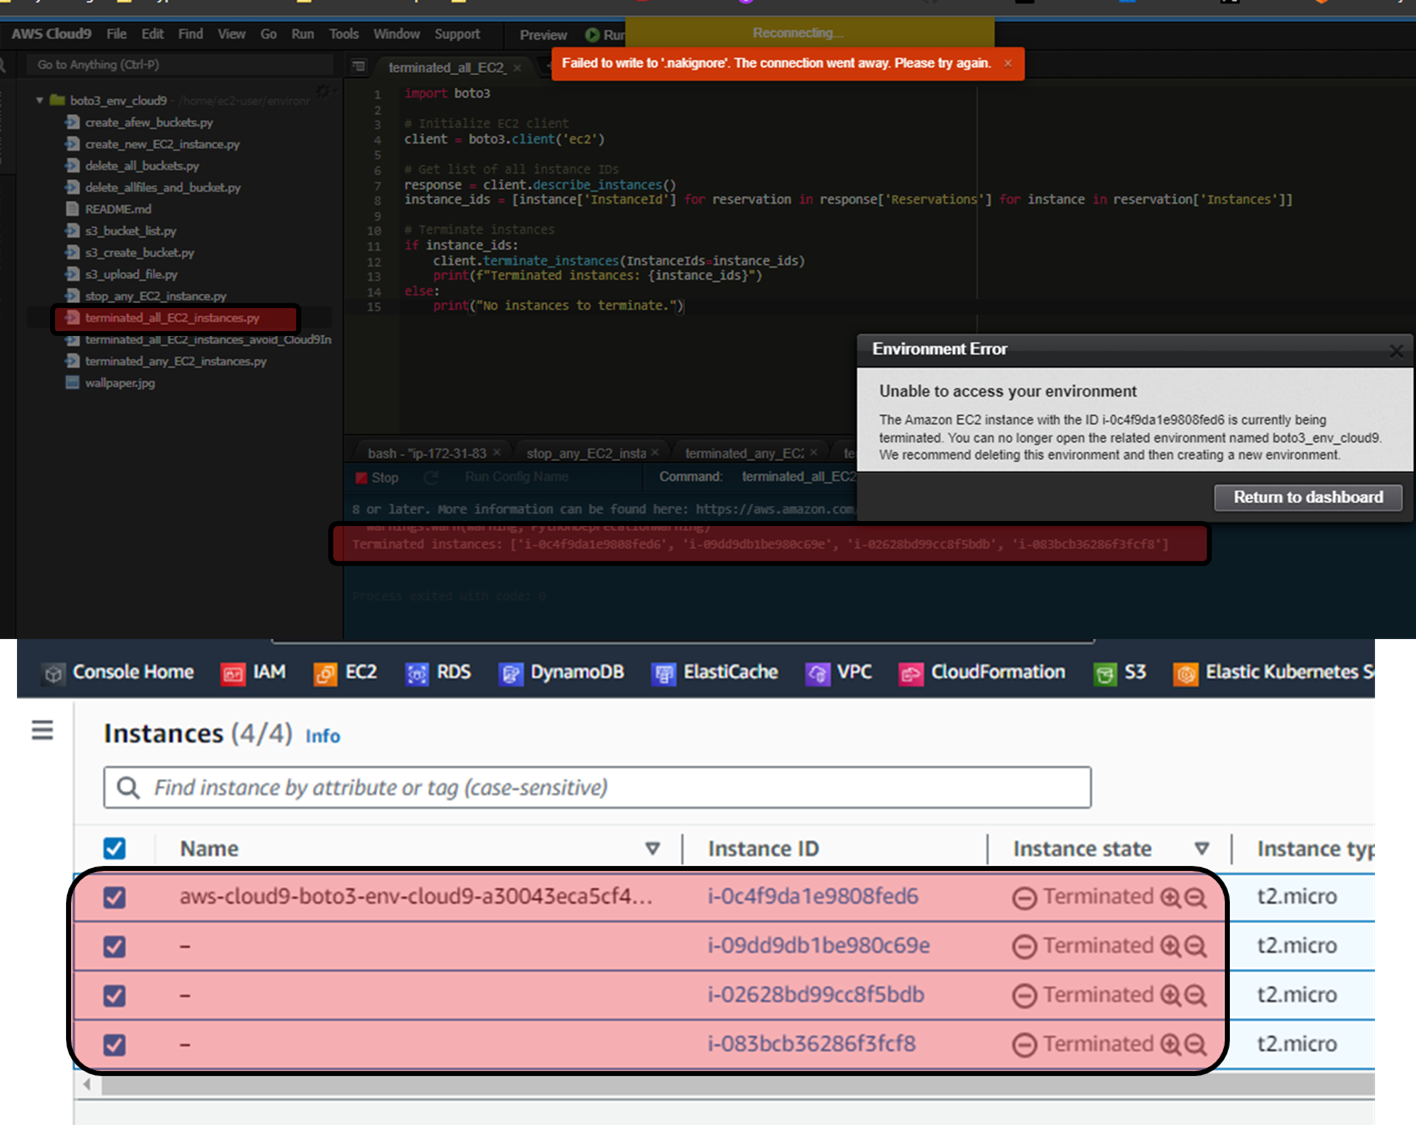 AWS Cloud9 File Edit Find View Go Run Tools Window Support Preview Run
Reconnecting...
Failed to write to '.nakignore'. The connection went away. Please try again. ×
Go to Anything (Ctrl-P)
terminated_all_EC2_ ×
boto3_env_cloud9 - /home/ec2-user/environr
create_afew_buckets.py
create_new_EC2_instance.py
delete_all_buckets.py
delete_allfiles_and_bucket.py
README.md
s3_bucket_list.py
s3_create_bucket.py
s3_upload_file.py
stop_any_EC2_instance.py
terminated_all_EC2_instances.py
terminated_all_EC2_instances_avoid_Cloud9In
terminated_any_EC2_instances.py
wallpaper.jpg
1 import boto3
2
3 # Initialize EC2 client
4 client = boto3.client('ec2')
5
6 # Get list of all instance IDs
7 response = client.describe_instances()
8 instance_ids = [instance['InstanceId'] for reservation in response['Reservations'] for instance in reservation['Instances']]
9
10 # Terminate instances
11 if instance_ids:
12 client.terminate_instances(InstanceIds=instance_ids)
13 print(f"Terminated instances: {instance_ids}")
14 else:
15 print("No instances to terminate.")
Environment Error
Unable to access your environment
The Amazon EC2 instance with the ID i-0c4f9da1e9808fed6 is currently being
terminated. You can no longer open the related environment named boto3_env_cloud9.
We recommend deleting this environment and then creating a new environment.
Return to dashboard
bash - "ip-172-31-83 × stop_any_EC2_insta × terminated_any_EC2 × te
Stop Run Config Name Command: terminated_all_EC2
8 or later. More information can be found here: https://aws.amazon.com/
warnings.warn(warning, PythonDeprecationWarning)
Terminated instances: ['i-0c4f9da1e9808fed6', 'i-09dd9db1be980c69e', 'i-02628bd99cc8f5bdb', 'i-083bcb36286f3fcf8']
Process exited with code: 0
Console Home IAM EC2 RDS DynamoDB ElastiCache VPC CloudFormation S3 Elastic Kubernetes S
Instances (4/4) Info
Find instance by attribute or tag (case-sensitive)
Name Instance ID Instance state Instance typ
aws-cloud9-boto3-env-cloud9-a30043eca5cf4... i-0c4f9da1e9808fed6 Terminated t2.micro
– i-09dd9db1be980c69e Terminated t2.micro
– i-02628bd99cc8f5bdb Terminated t2.micro
– i-083bcb36286f3fcf8 Terminated t2.micro